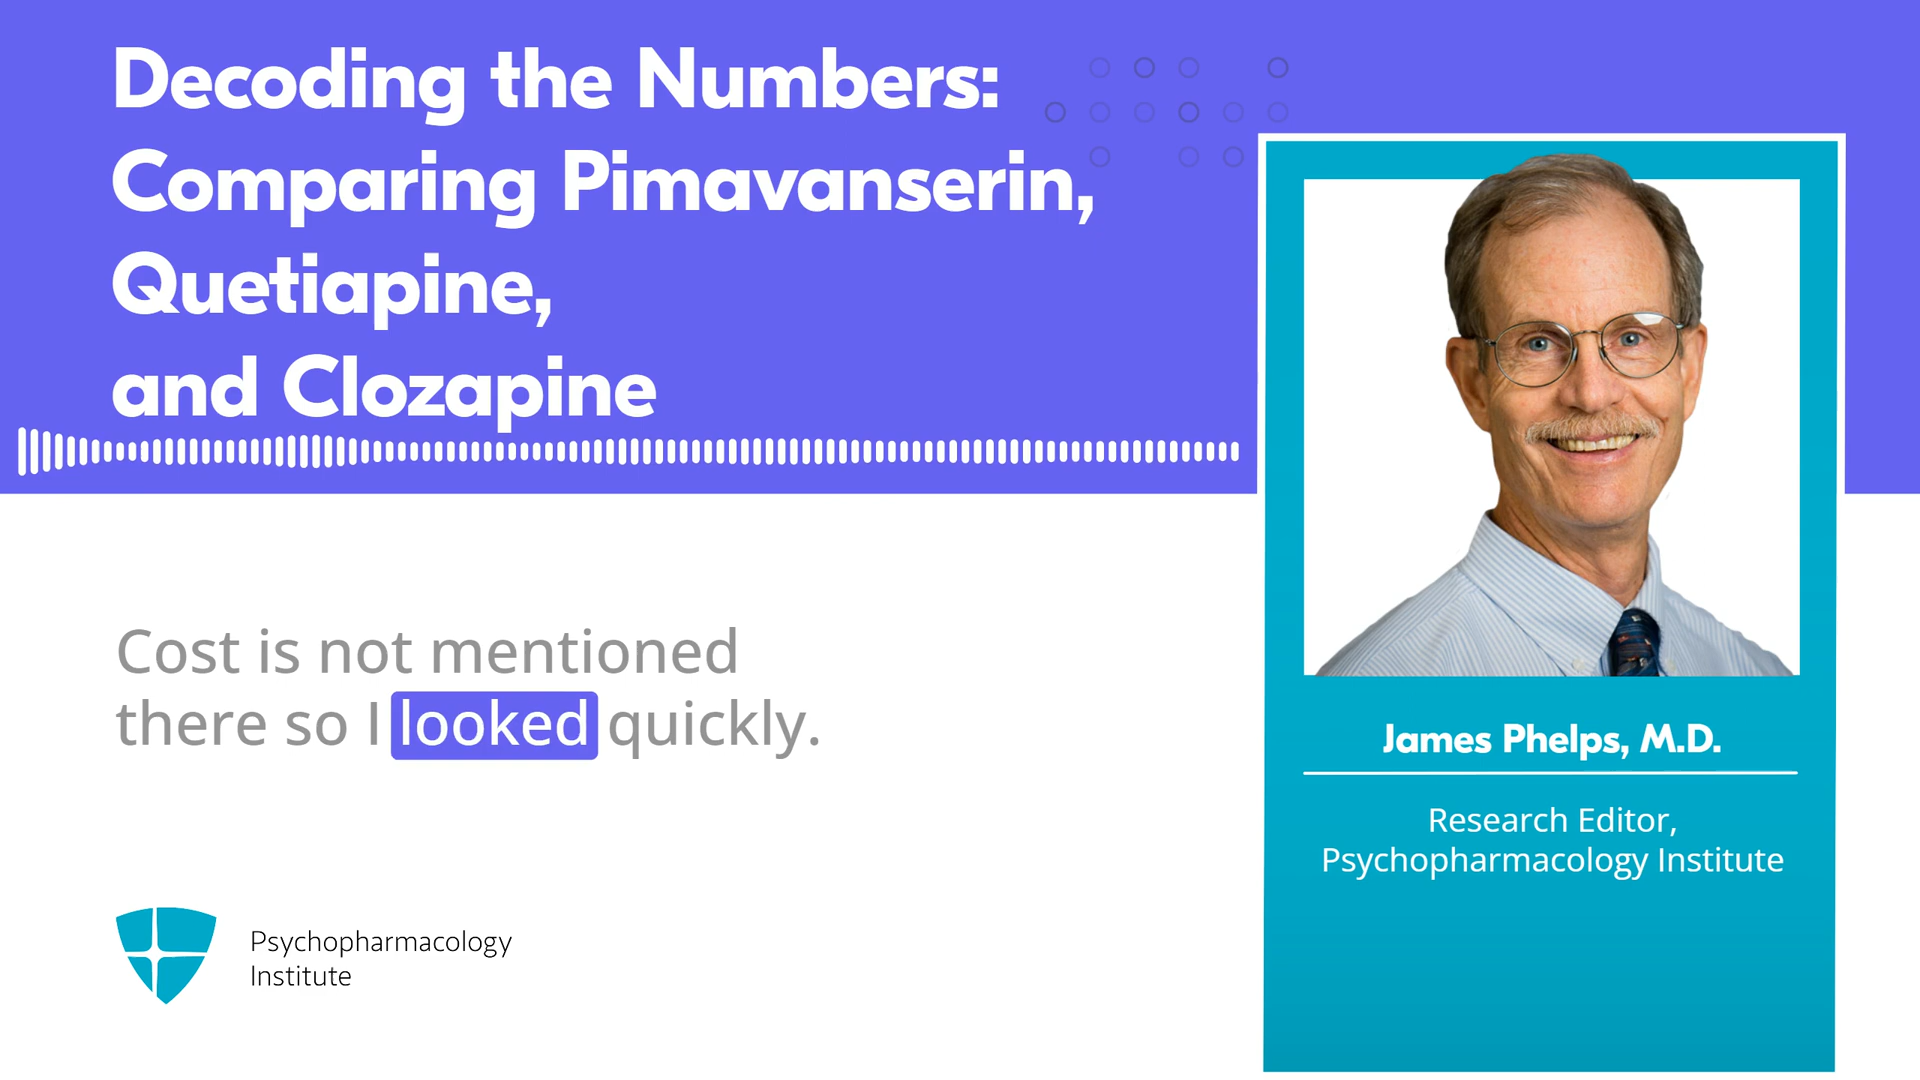 Decoding the Numbers:
Comparing Pimavanserin,
Quetiapine,
and Clozapine
Cost is not mentioned
there so I looked quickly.
James Phelps, M.D.
Research Editor,
Psychopharmacology Institute
Psychopharmacology
Institute